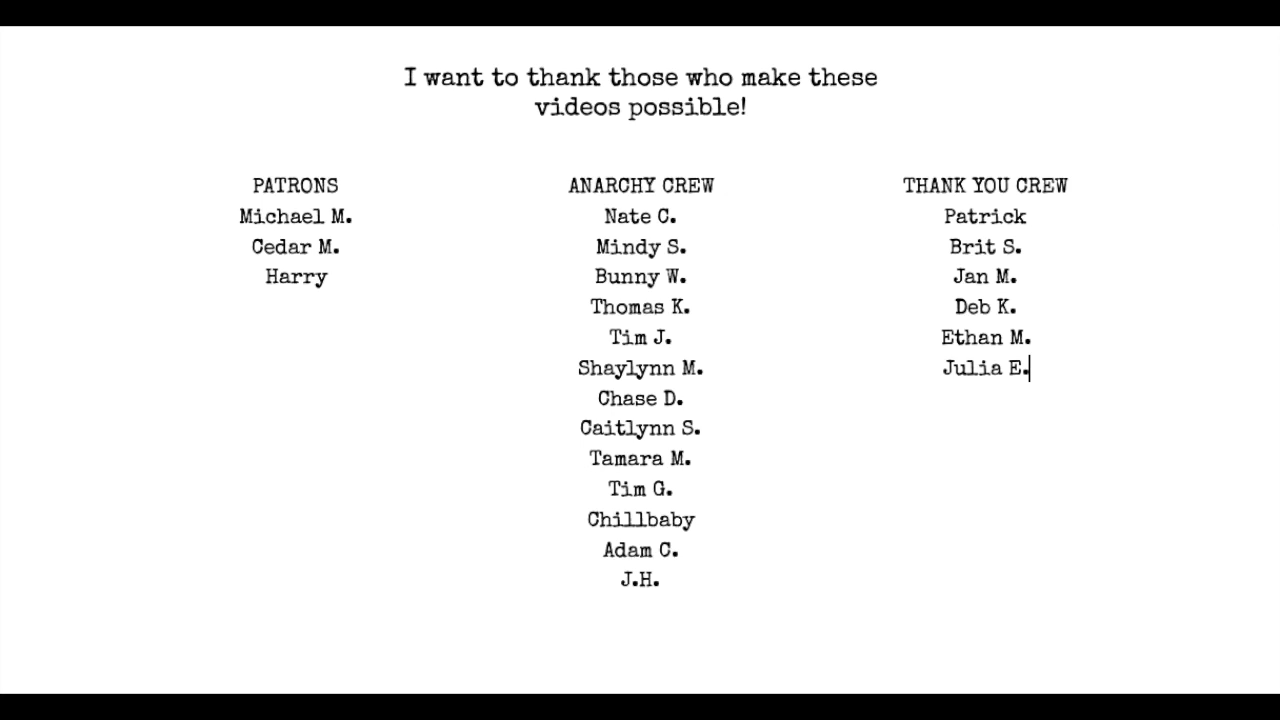 I want to thank those who make these
videos possible!
PATRONS
Michael M.
Cedar M.
Harry
ANARCHY CREW
Nate C.
Mindy S.
Bunny W.
Thomas K.
Tim J.
Shaylynn M.
Chase D.
Caitlynn S.
Tamara M.
Tim G.
Chillbaby
Adam C.
J.H.
THANK YOU CREW
Patrick
Brit S.
Jan M.
Deb K.
Ethan M.
Julia E.